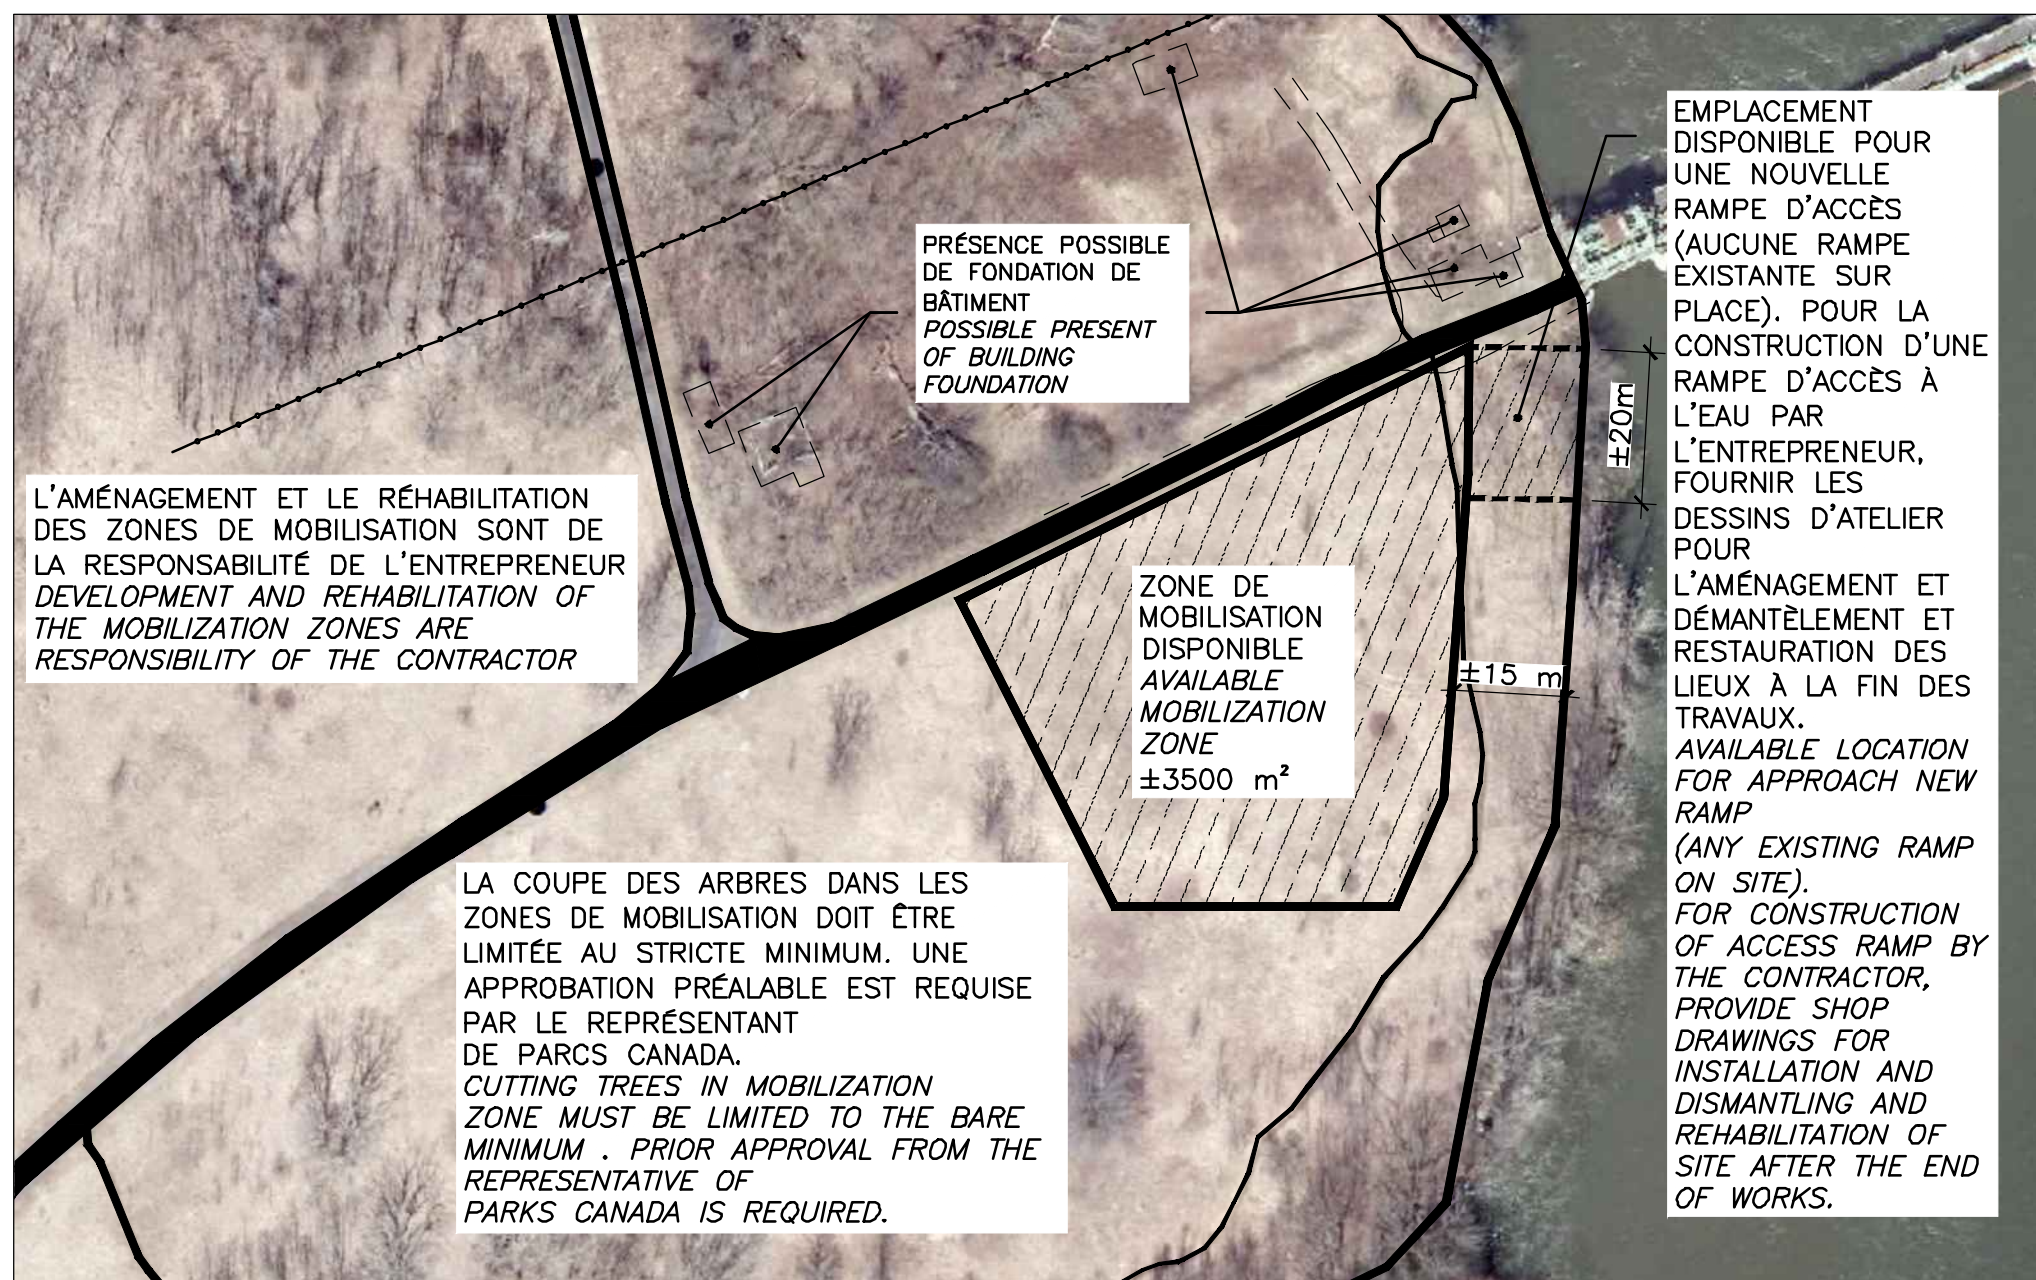 PRÉSENCE POSSIBLE
DE FONDATION DE
BÂTIMENT
POSSIBLE PRESENT
OF BUILDING
FOUNDATION
L'AMÉNAGEMENT ET LE RÉHABILITATION
DES ZONES DE MOBILISATION SONT DE
LA RESPONSABILITÉ DE L'ENTREPRENEUR
DEVELOPMENT AND REHABILITATION OF
THE MOBILIZATION ZONES ARE
RESPONSIBILITY OF THE CONTRACTOR
ZONE DE
MOBILISATION
DISPONIBLE
AVAILABLE
MOBILIZATION
ZONE
±3500 m²
±15 m
±20m
LA COUPE DES ARBRES DANS LES
ZONES DE MOBILISATION DOIT ÊTRE
LIMITÉE AU STRICTE MINIMUM. UNE
APPROBATION PRÉALABLE EST REQUISE
PAR LE REPRÉSENTANT
DE PARCS CANADA.
CUTTING TREES IN MOBILIZATION
ZONE MUST BE LIMITED TO THE BARE
MINIMUM . PRIOR APPROVAL FROM THE
REPRESENTATIVE OF
PARKS CANADA IS REQUIRED.
EMPLACEMENT
DISPONIBLE POUR
UNE NOUVELLE
RAMPE D'ACCÈS
(AUCUNE RAMPE
EXISTANTE SUR
PLACE). POUR LA
CONSTRUCTION D'UNE
RAMPE D'ACCÈS À
L'EAU PAR
L'ENTREPRENEUR,
FOURNIR LES
DESSINS D'ATELIER
POUR
L'AMÉNAGEMENT ET
DÉMANTÈLEMENT ET
RESTAURATION DES
LIEUX À LA FIN DES
TRAVAUX.
AVAILABLE LOCATION
FOR APPROACH NEW
RAMP
(ANY EXISTING RAMP
ON SITE).
FOR CONSTRUCTION
OF ACCESS RAMP BY
THE CONTRACTOR,
PROVIDE SHOP
DRAWINGS FOR
INSTALLATION AND
DISMANTLING AND
REHABILITATION OF
SITE AFTER THE END
OF WORKS.